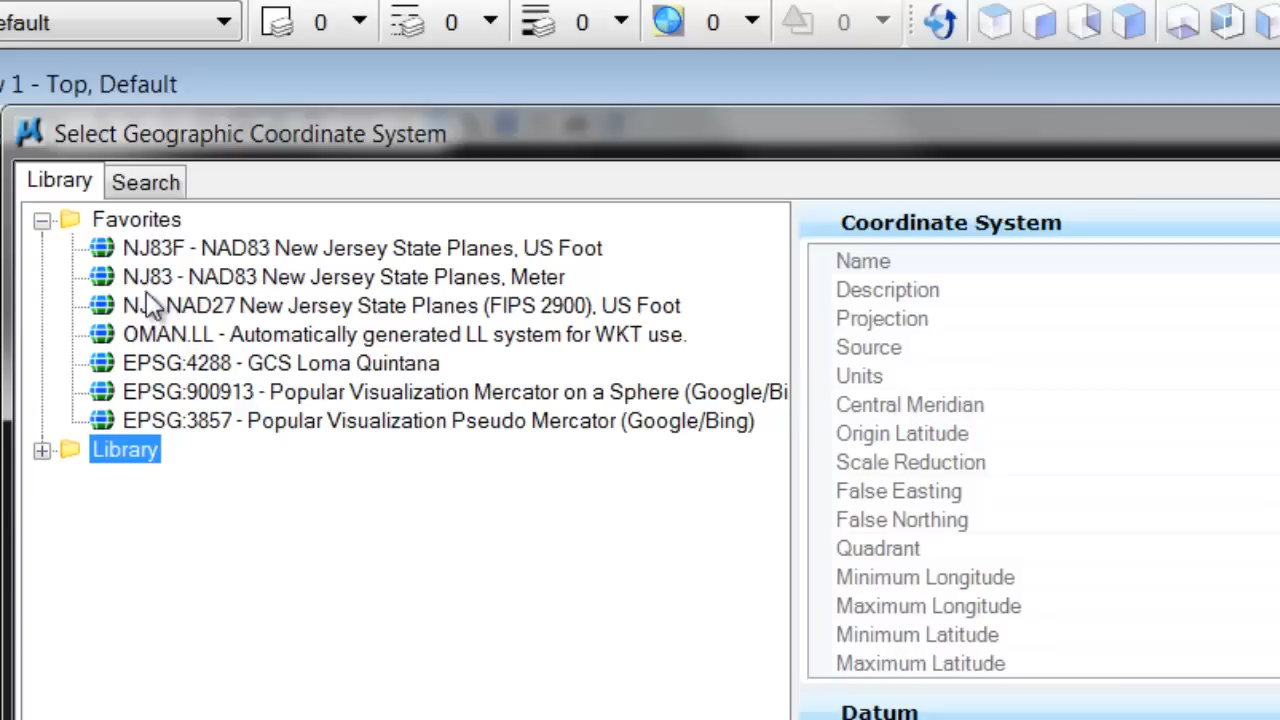 efault 0 0 0 0 0
1 - Top, Default
Select Geographic Coordinate System
Library Search
Favorites
NJ83F - NAD83 New Jersey State Planes, US Foot
NJ83 - NAD83 New Jersey State Planes, Meter
NAD27 New Jersey State Planes (FIPS 2900), US Foot
OMAN.LL - Automatically generated LL system for WKT use.
EPSG:4288 - GCS Loma Quintana
EPSG:900913 - Popular Visualization Mercator on a Sphere (Google/Bi
EPSG:3857 - Popular Visualization Pseudo Mercator (Google/Bing)
Library
Coordinate System
Name
Description
Projection
Source
Units
Central Meridian
Origin Latitude
Scale Reduction
False Easting
False Northing
Quadrant
Minimum Longitude
Maximum Longitude
Minimum Latitude
Maximum Latitude
Datum